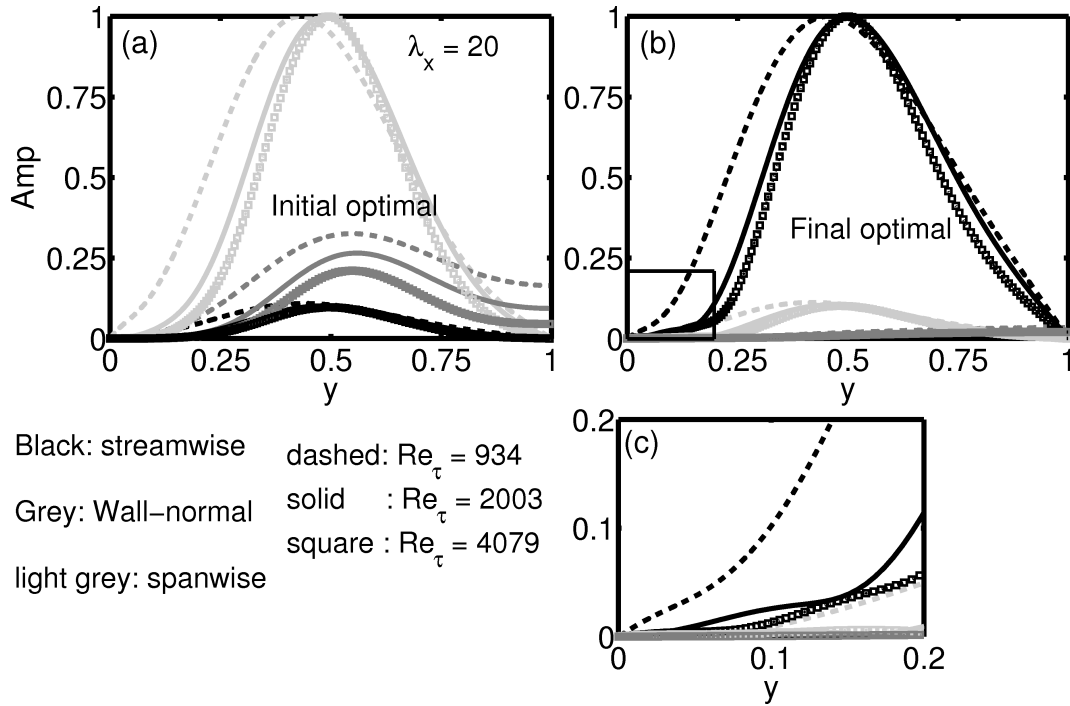 (a) λx = 20
1
0.75
0.5
0.25
0
Amp
Initial optimal
0 0.25 0.5 0.75 1
y
(b)
1
0.75
0.5
0.25
0
Final optimal
0 0.25 0.5 0.75 1
y
Black: streamwise
Grey: Wall−normal
light grey: spanwise
dashed: Reτ = 934
solid : Reτ = 2003
square : Reτ = 4079
(c)
0.2
0.1
0
0 0.1 0.2
y